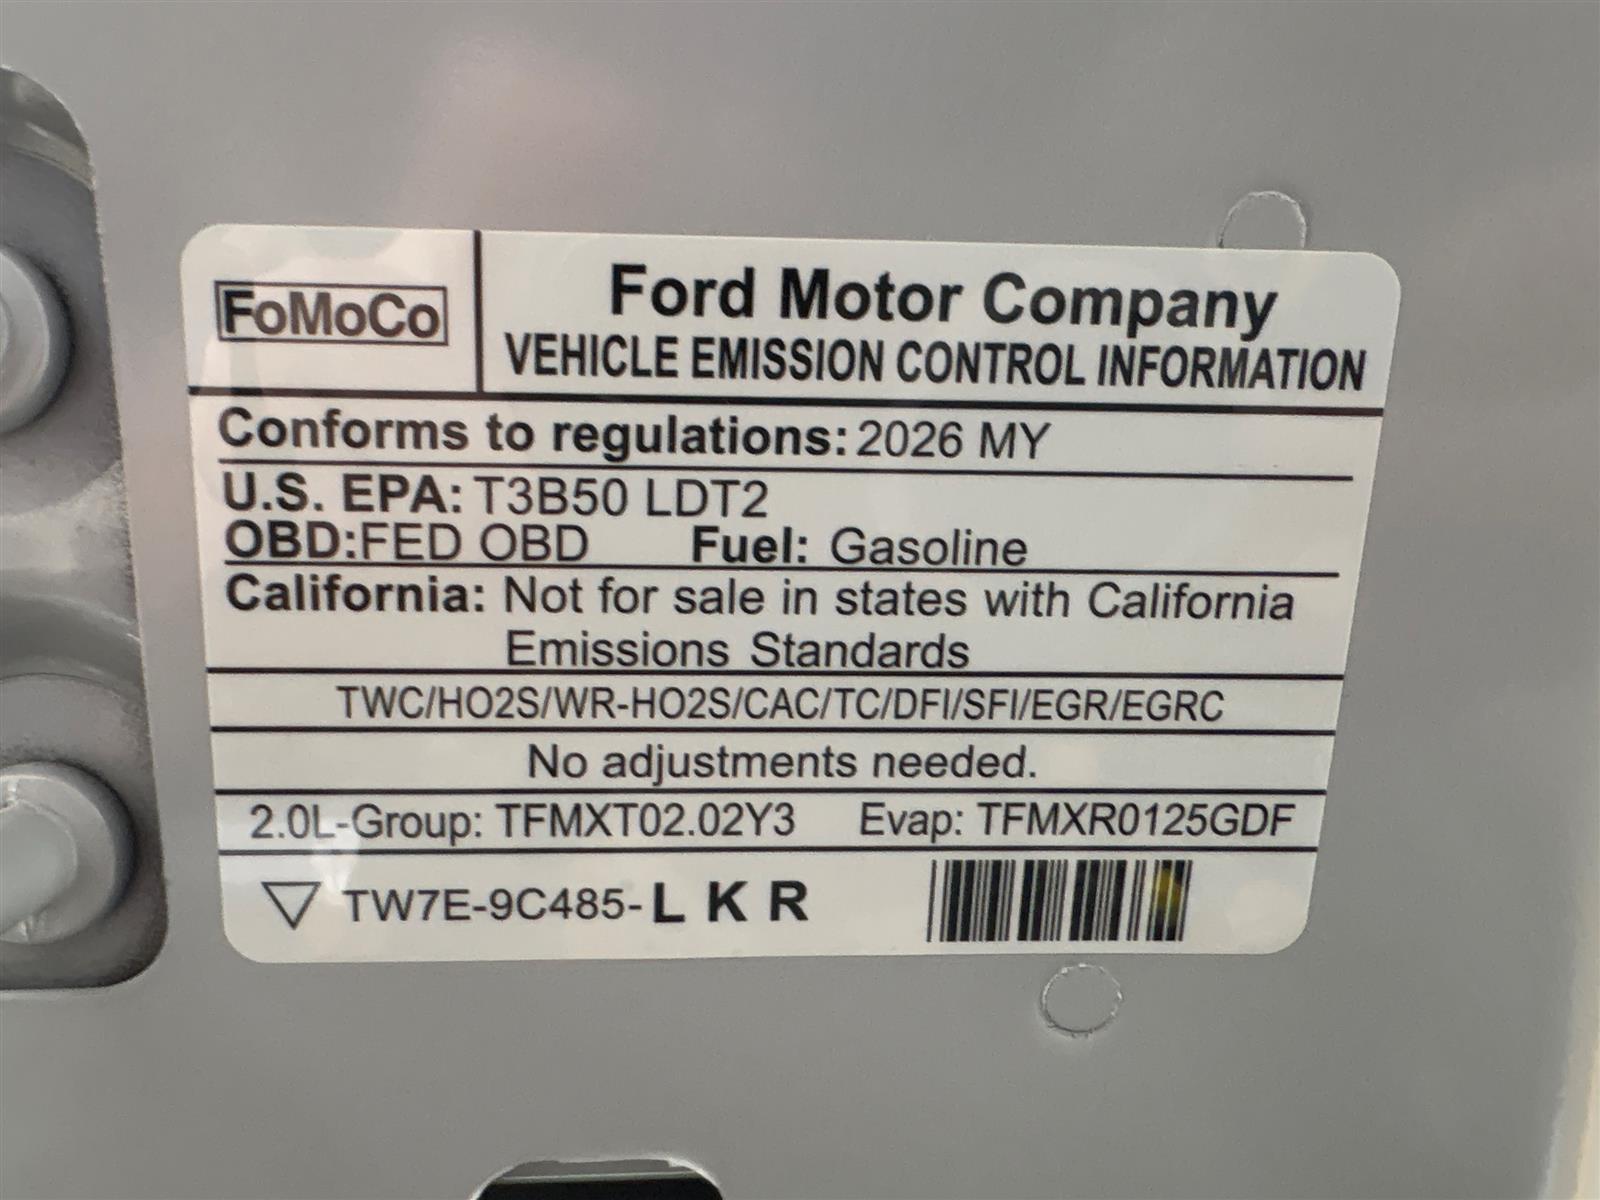 FoMoCo
Ford Motor Company
VEHICLE EMISSION CONTROL INFORMATION
Conforms to regulations: 2026 MY
U.S. EPA: T3B50 LDT2
OBD:FED OBD Fuel: Gasoline
California: Not for sale in states with California
Emissions Standards
TWC/HO2S/WR-HO2S/CAC/TC/DFI/SFI/EGR/EGRC
No adjustments needed.
2.0L-Group: TFMXT02.02Y3 Evap: TFMXR0125GDF
TW7E-9C485-L K R